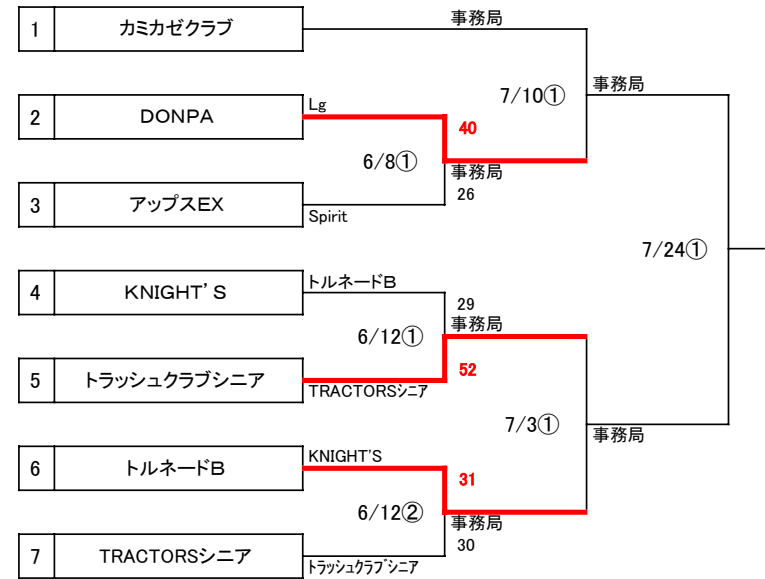 1 カミカゼクラブ
事務局
7/10①
事務局
2 DONPA
Lg
40
6/8①
事務局
26
3 アップスEX
Spirit
7/24①
4 KNIGHT'S
トルネードB
29
事務局
6/12①
5 トラッシュクラブシニア
TRACTORSシニア
52
7/3①
事務局
6 トルネードB
KNIGHT'S
31
6/12②
事務局
30
7 TRACTORSシニア
トラッシュクラブシニア